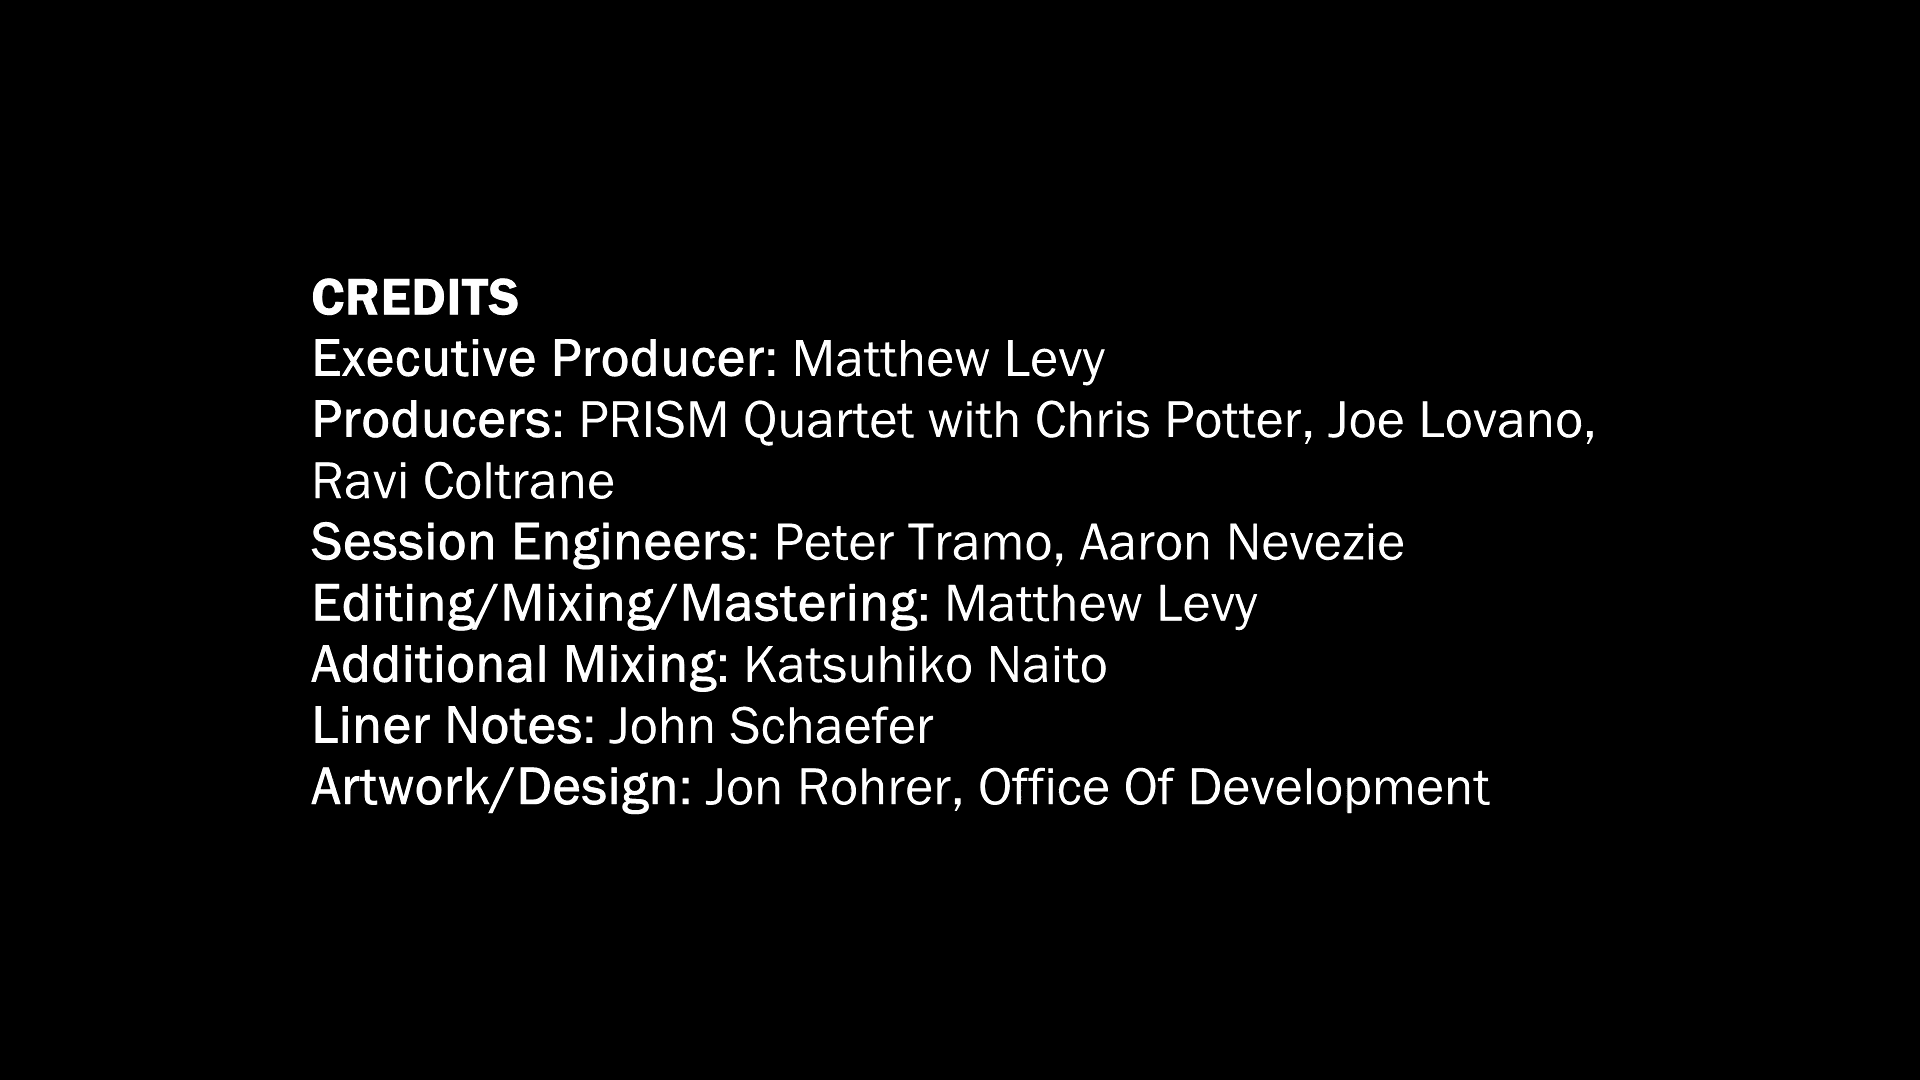 CREDITS
Executive Producer: Matthew Levy
Producers: PRISM Quartet with Chris Potter, Joe Lovano,
Ravi Coltrane
Session Engineers: Peter Tramo, Aaron Nevezie
Editing/Mixing/Mastering: Matthew Levy
Additional Mixing: Katsuhiko Naito
Liner Notes: John Schaefer
Artwork/Design: Jon Rohrer, Office Of Development